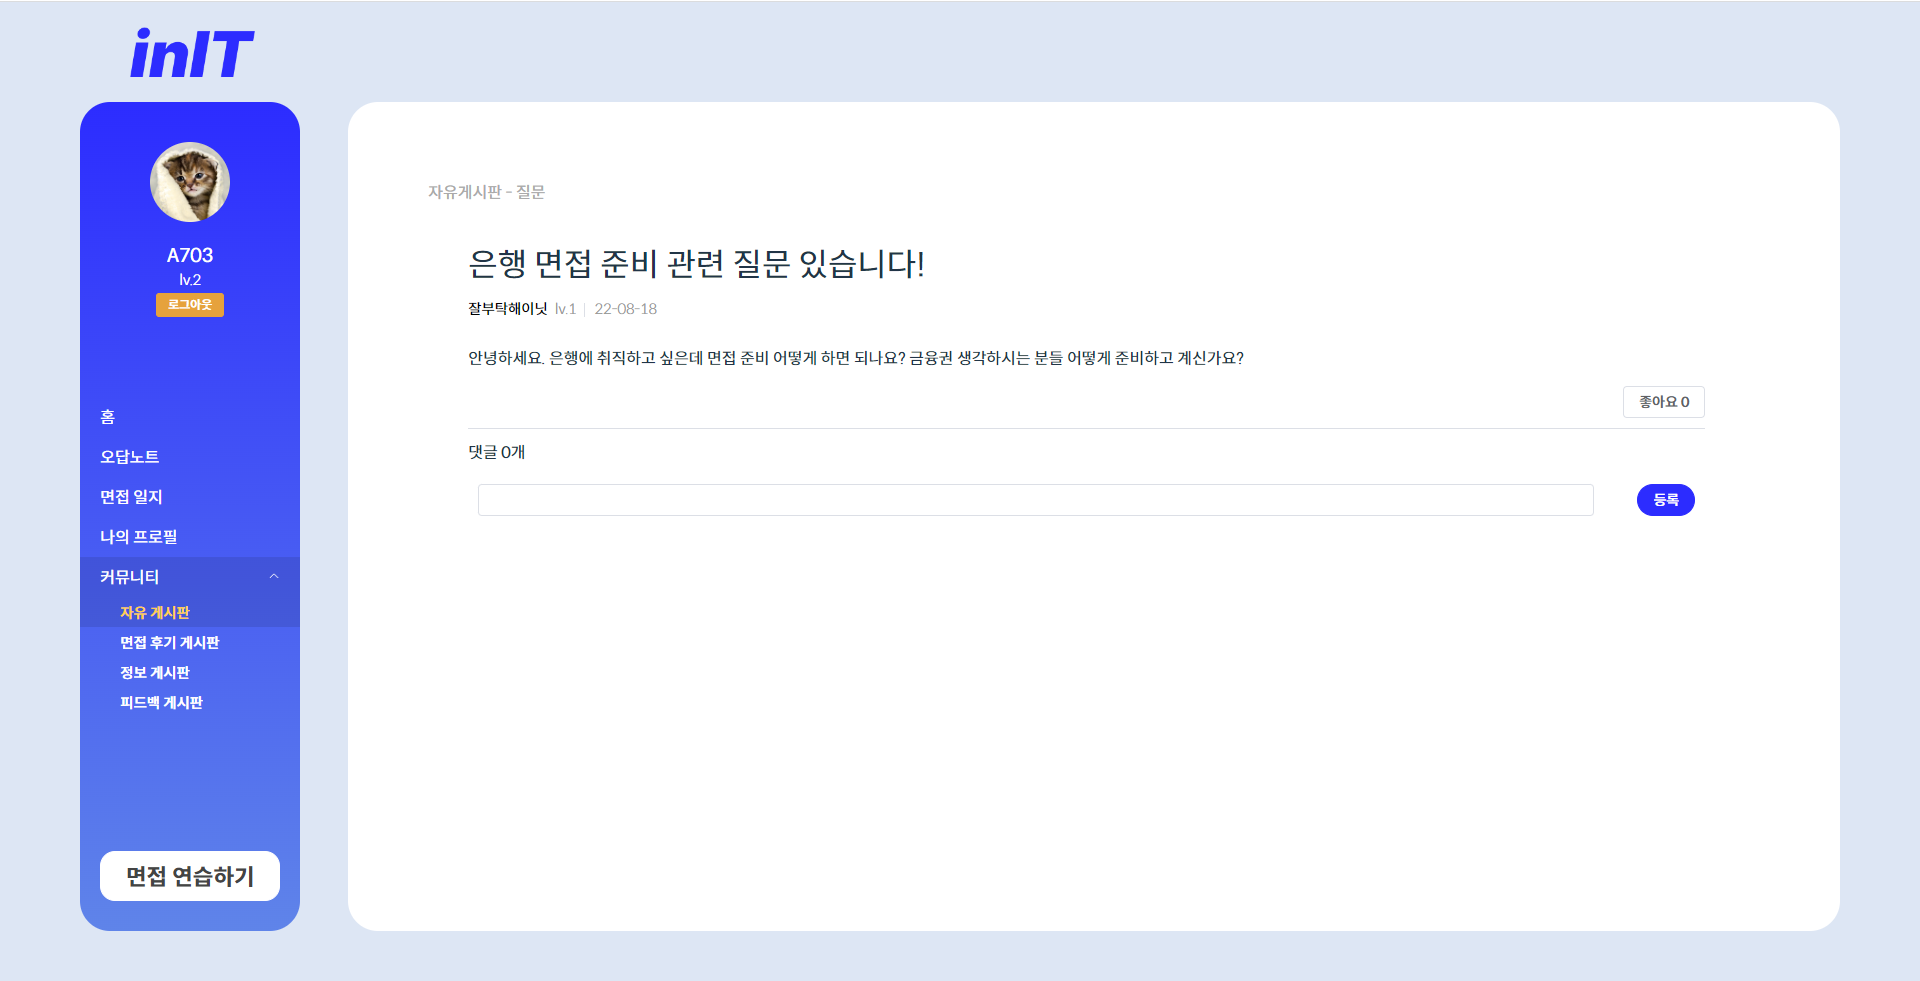 inIT
A703
lv.2
로그아웃
홈
오답노트
면접 일지
나의 프로필
커뮤니티
자유 게시판
면접 후기 게시판
정보 게시판
피드백 게시판
면접 연습하기
자유게시판 - 질문
은행 면접 준비 관련 질문 있습니다!
잘부탁해이닛 lv.1 22-08-18
안녕하세요. 은행에 취직하고 싶은데 면접 준비 어떻게 하면 되나요? 금융권 생각하시는 분들 어떻게 준비하고 계신가요?
좋아요 0
댓글 0개
등록